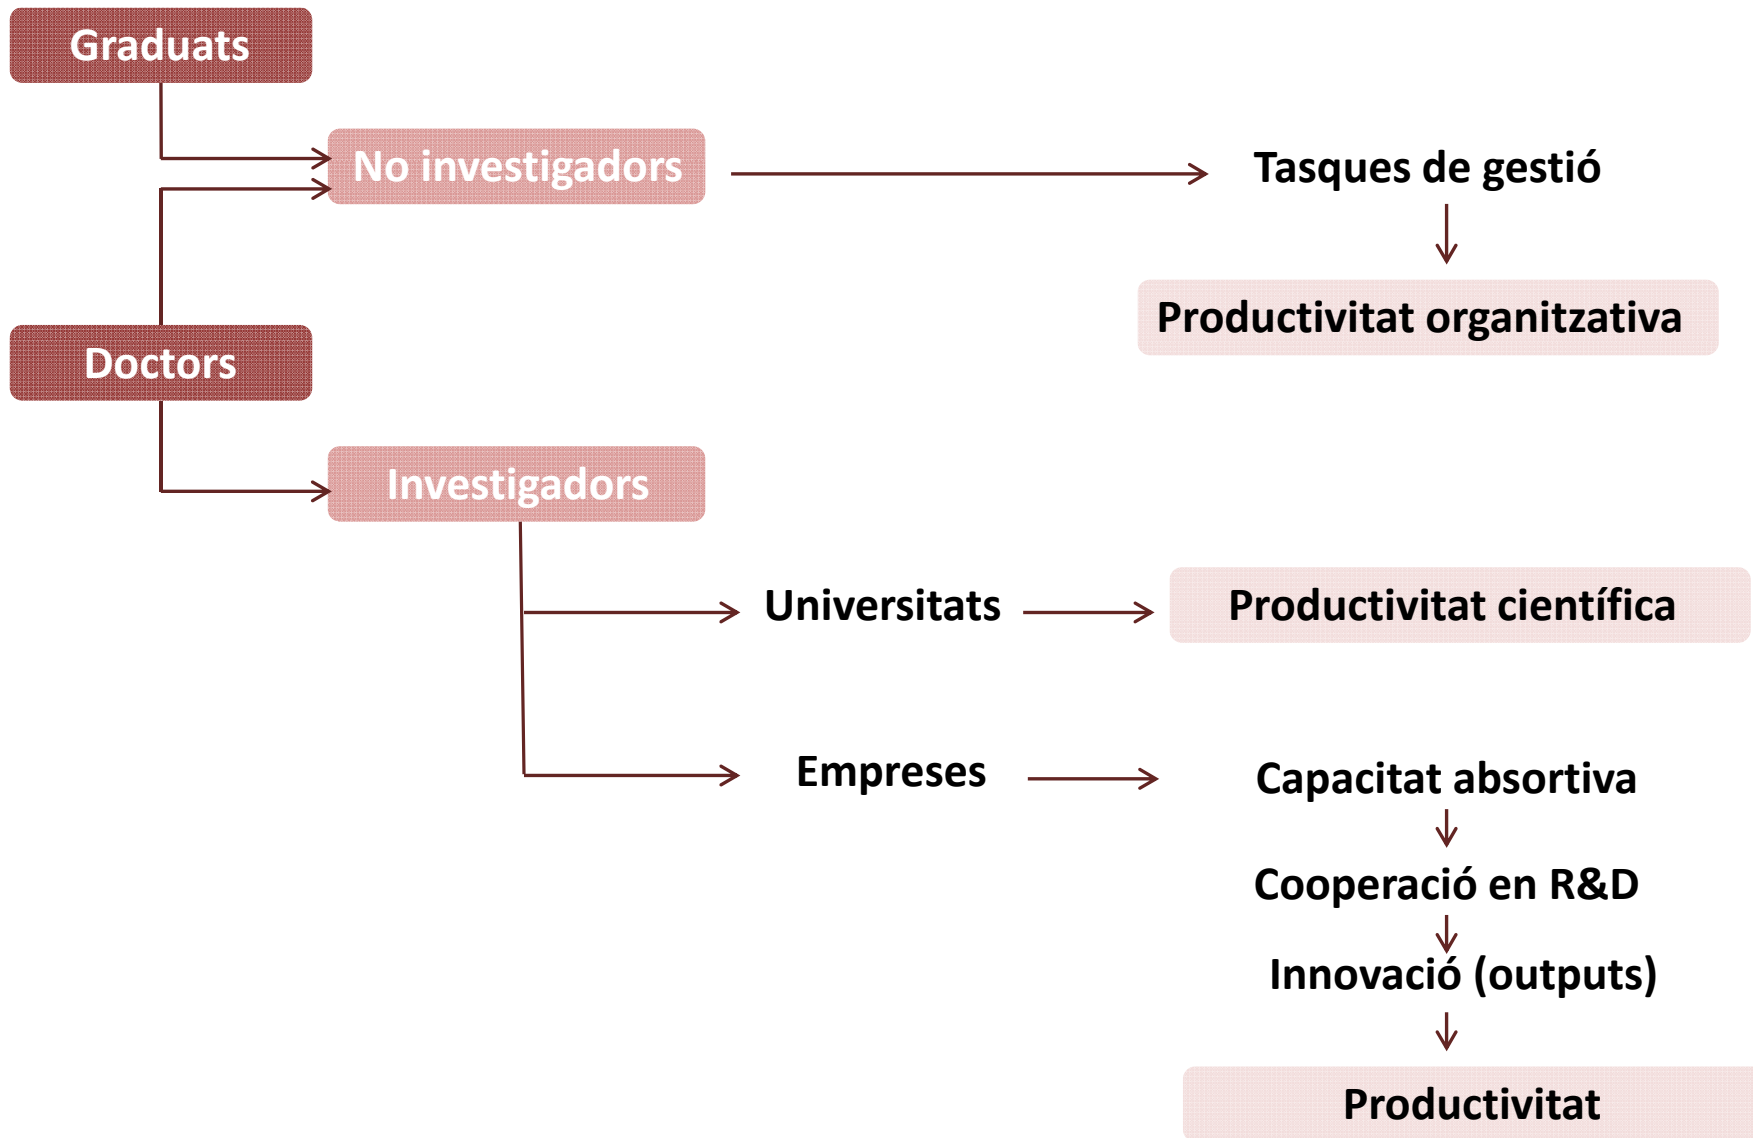 Graduats
No investigadors
Tasques de gestió
Productivitat organitzativa
Doctors
Investigadors
Universitats
Productivitat científica
Empreses
Capacitat absortiva
Cooperació en R&D
Innovació (outputs)
Productivitat